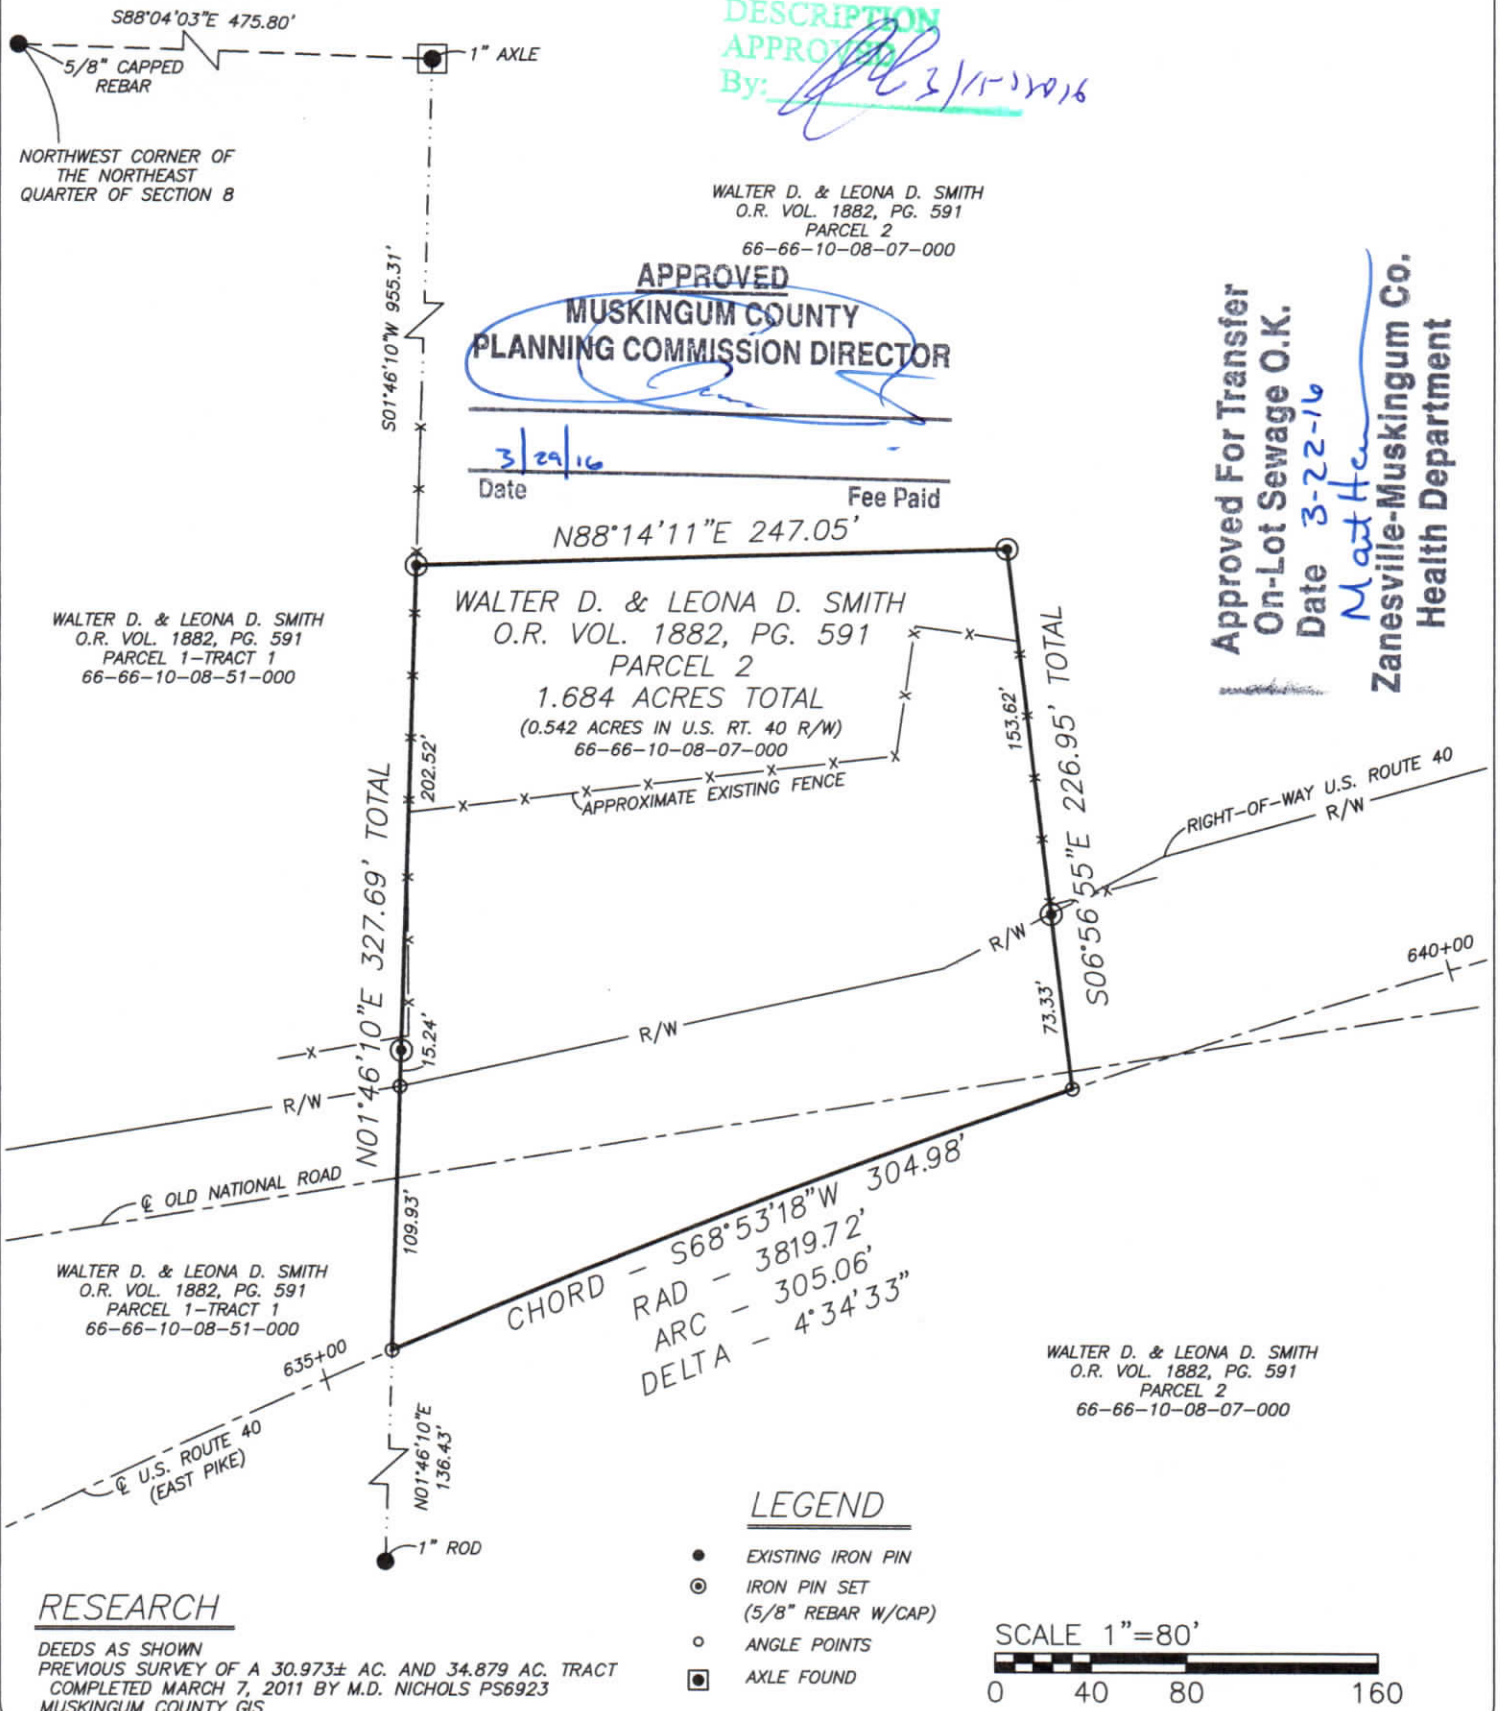 S88°04'03"E 475.80'
1" AXLE
5/8" CAPPED
REBAR
NORTHWEST CORNER OF
THE NORTHEAST
QUARTER OF SECTION 8
DESCRIPTION
APPROVED
By:
WALTER D. & LEONA D. SMITH
O.R. VOL. 1882, PG. 591
PARCEL 2
66-66-10-08-07-000
S01°46'10"W 955.31'
APPROVED
MUSKINGUM COUNTY
PLANNING COMMISSION DIRECTOR
3/29/16
Date
Fee Paid
Approved For Transfer
On-Lot Sewage O.K.
Date 3-22-16
Zanesville-Muskingum Co.
Health Department
N88°14'11"E 247.05'
WALTER D. & LEONA D. SMITH
O.R. VOL. 1882, PG. 591
PARCEL 1-TRACT 1
66-66-10-08-51-000
WALTER D. & LEONA D. SMITH
O.R. VOL. 1882, PG. 591
PARCEL 2
1.684 ACRES TOTAL
(0.542 ACRES IN U.S. RT. 40 R/W)
66-66-10-08-07-000
APPROXIMATE EXISTING FENCE
202.52'
N01°46'10"E 327.69' TOTAL
15.24'
109.93'
153.62'
S06°56'55"E 226.95' TOTAL
73.33'
RIGHT-OF-WAY U.S. ROUTE 40
R/W
R/W
R/W
R/W
640+00
℄ OLD NATIONAL ROAD
CHORD - S68°53'18"W 304.98'
RAD - 3819.72'
ARC - 305.06'
DELTA - 4°34'33"
WALTER D. & LEONA D. SMITH
O.R. VOL. 1882, PG. 591
PARCEL 1-TRACT 1
66-66-10-08-51-000
635+00
℄ U.S. ROUTE 40
(EAST PIKE)
N01°46'10"E
136.43'
1" ROD
WALTER D. & LEONA D. SMITH
O.R. VOL. 1882, PG. 591
PARCEL 2
66-66-10-08-07-000
LEGEND
EXISTING IRON PIN
IRON PIN SET
(5/8" REBAR W/CAP)
ANGLE POINTS
AXLE FOUND
RESEARCH
DEEDS AS SHOWN
PREVIOUS SURVEY OF A 30.973± AC. AND 34.879 AC. TRACT
COMPLETED MARCH 7, 2011 BY M.D. NICHOLS PS6923
MUSKINGUM COUNTY GIS
SCALE 1"=80'
0 40 80 160